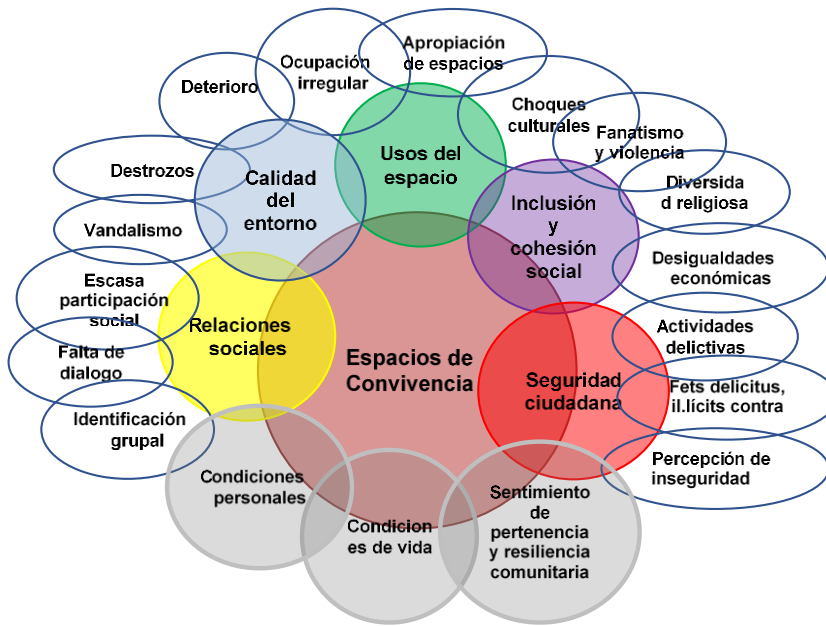 Apropiación
de espacios
Ocupación
irregular
Deterioro
Choques
culturales
Fanatismo
y violencia
Usos del
espacio
Destrozos
Calidad
del
entorno
Diversida
d religiosa
Inclusión
y
cohesión
social
Vandalismo
Desigualdades
económicas
Escasa
participación
social
Relaciones
sociales
Actividades
delictivas
Falta de
dialogo
Espacios de
Convivencia
Seguridad
ciudadana
Fets delicitus,
il.lícits contra
Identificación
grupal
Percepción de
inseguridad
Condiciones
personales
Sentimiento
de
pertenencia
y resiliencia
comunitaria
Condicion
es de vida